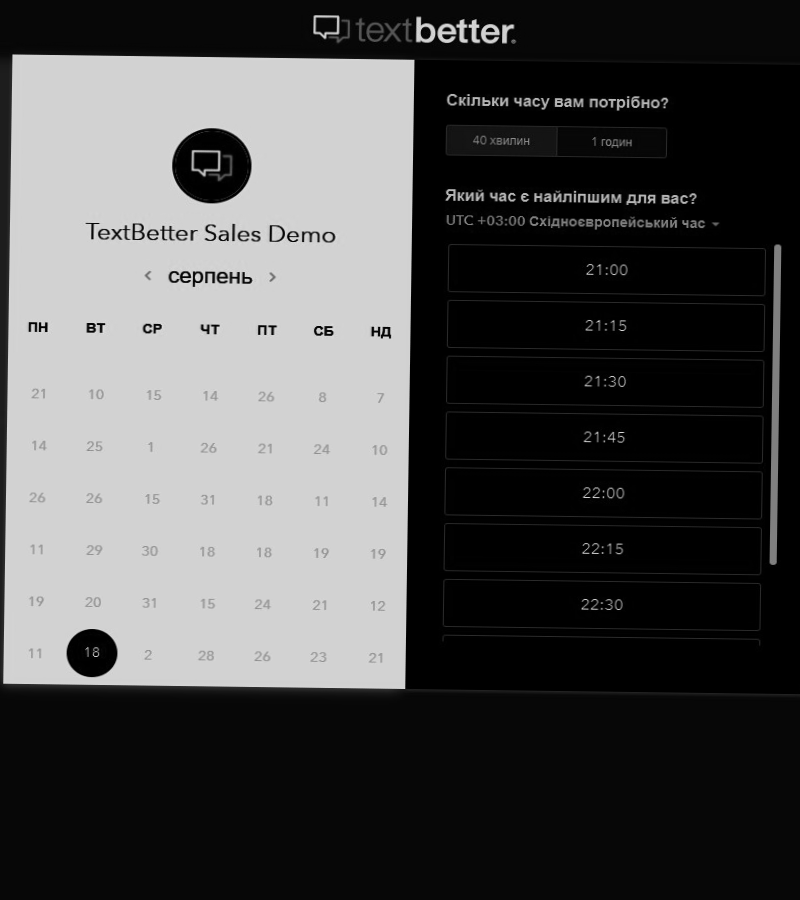 textbetter.
TextBetter Sales Demo
серпень
ПН ВТ СР ЧТ ПТ СБ НД
21 10 15 14 26 8 7
14 25 1 26 21 24 10
26 26 15 31 18 11 14
11 29 30 18 18 19 19
19 20 31 15 24 21 12
11 18 2 28 26 23 21
Скільки часу вам потрібно?
40 хвилин 1 годин
Який час є найліпшим для вас?
UTC +03:00 Східноєвропейський час
21:00
21:15
21:30
21:45
22:00
22:15
22:30